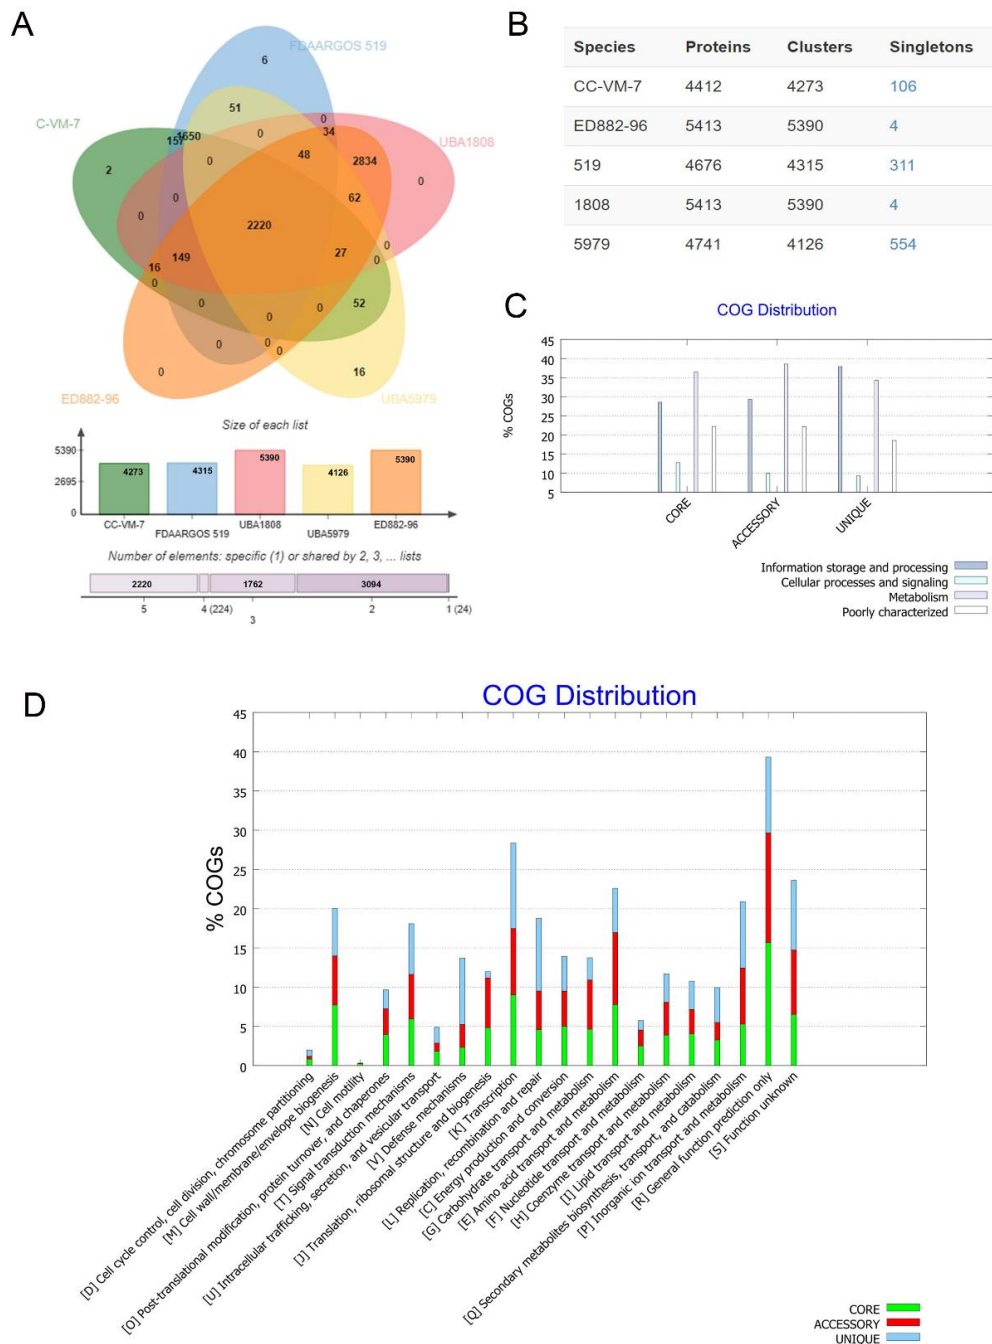 A
FDAARGOS 519
6
C-VM-7
51
0
1650
157
0
34
UBA1808
0
48
2834
2
0
0
62
0
2220
0
149
27
0
16
0
0
0
0
52
0
0
0
0
0
16
ED882-96
UBA5979
Size of each list
5390
2695
0
4273
4315
5390
4126
5390
CC-VM-7
FDAARGOS 519
UBA1808
UBA5979
ED882-96
Number of elements: specific (1) or shared by 2, 3, ... lists
2220
1762
3094
5
4 (224)
3
2
1 (24)
B
Species Proteins Clusters Singletons
CC-VM-7 4412 4273 106
ED882-96 5413 5390 4
519 4676 4315 311
1808 5413 5390 4
5979 4741 4126 554
C
COG Distribution
% COGs
45
40
35
30
25
20
15
10
5
CORE
ACCESSORY
UNIQUE
Information storage and processing
Cellular processes and signaling
Metabolism
Poorly characterized
D
COG Distribution
% COGs
45
40
35
30
25
20
15
10
5
0
[D] Cell cycle control, cell division, chromosome partitioning
[M] Cell wall/membrane/envelope biogenesis
[N] Cell motility
[O] Post-translational modification, protein turnover, and chaperones
[T] Signal transduction mechanisms
[U] Intracellular trafficking, secretion, and vesicular transport
[V] Defense mechanisms
[J] Translation, ribosomal structure and biogenesis
[K] Transcription
[L] Replication, recombination and repair
[C] Energy production and conversion
[G] Carbohydrate transport and metabolism
[E] Amino acid transport and metabolism
[F] Nucleotide transport and metabolism
[H] Coenzyme transport and metabolism
[I] Lipid transport and metabolism
[Q] Secondary metabolites biosynthesis, transport, and catabolism
[P] Inorganic ion transport and metabolism
[R] General function prediction only
[S] Function unknown
CORE
ACCESSORY
UNIQUE